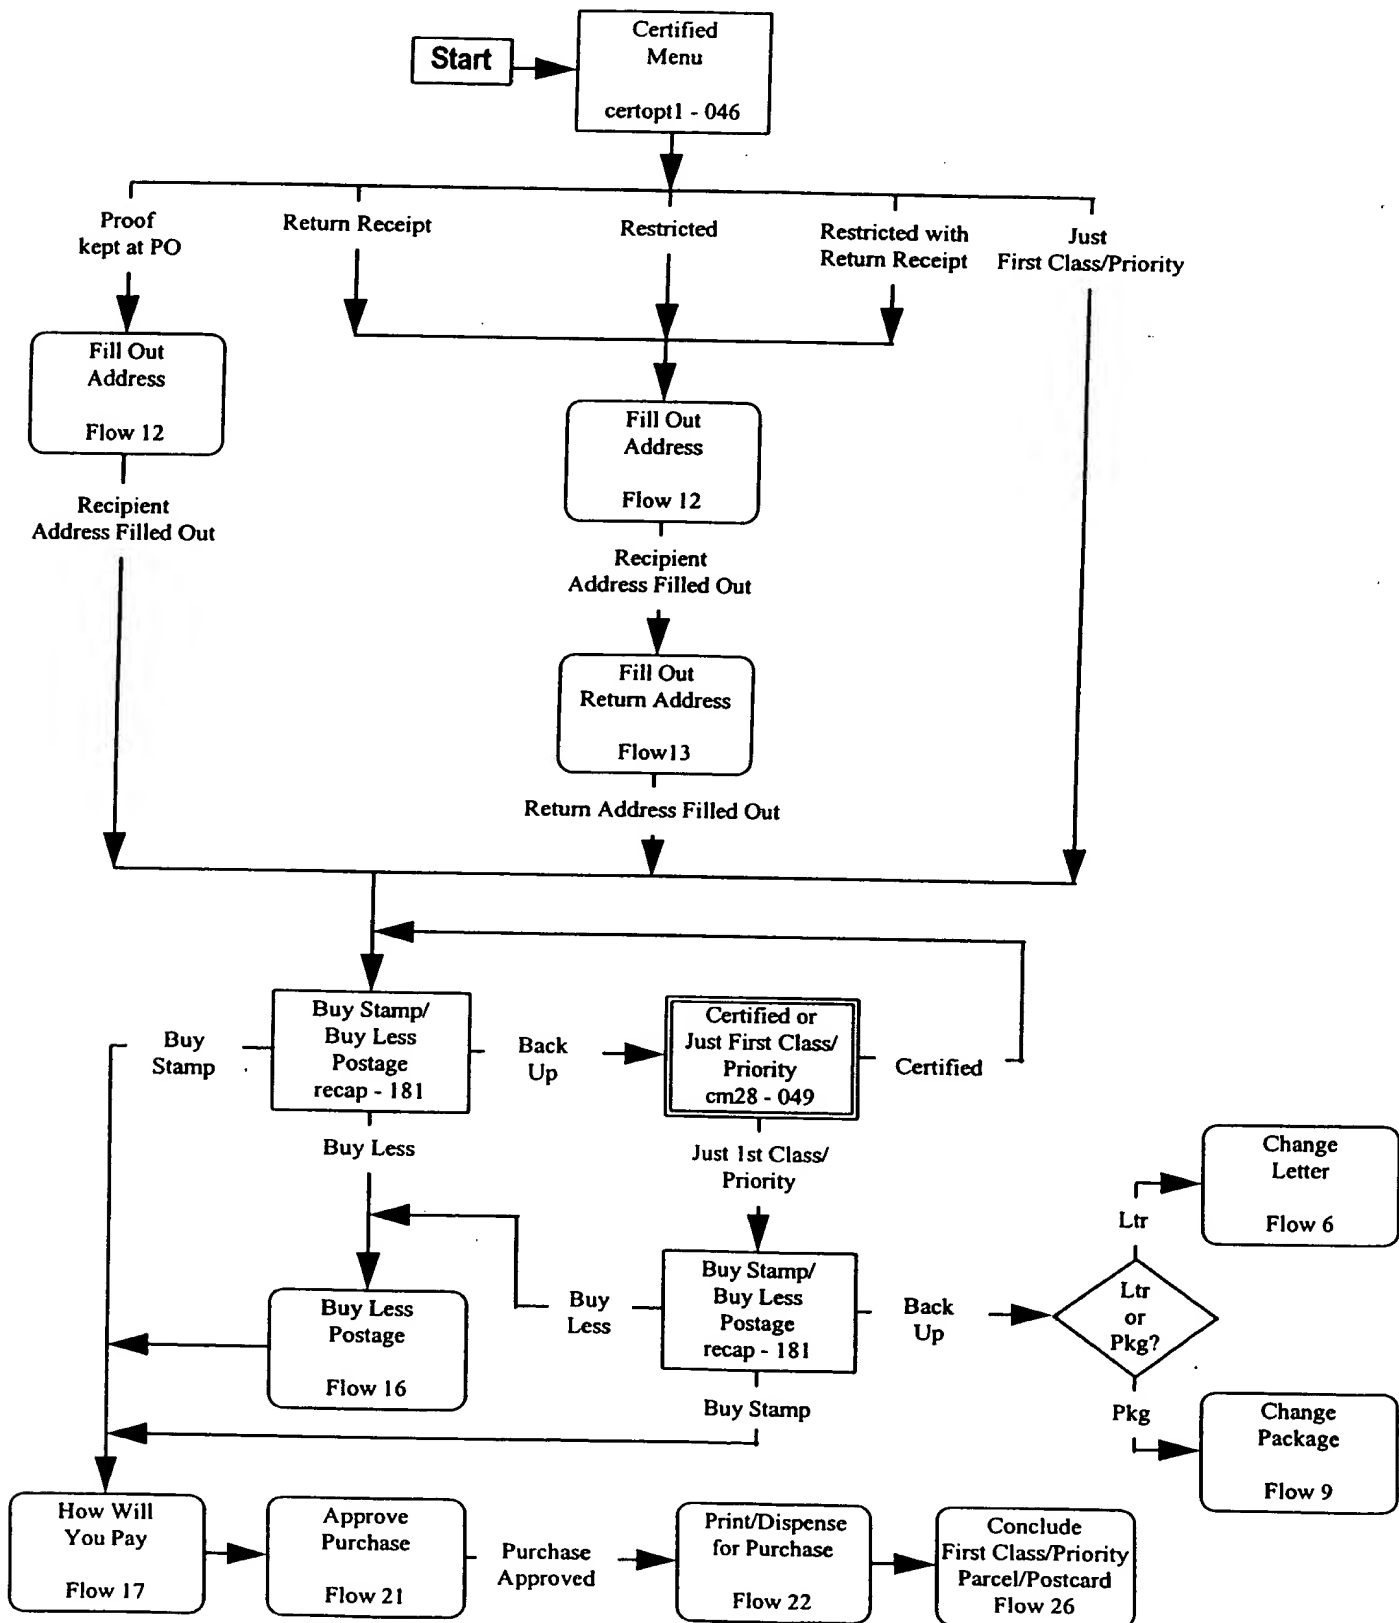 Start
Certified
Menu
certopt1 - 046
Proof
kept at PO
Return Receipt
Restricted
Restricted with
Return Receipt
Just
First Class/Priority
Fill Out
Address
Flow 12
Recipient
Address Filled Out
Fill Out
Address
Flow 12
Recipient
Address Filled Out
Fill Out
Return Address
Flow13
Return Address Filled Out
Buy
Stamp
Buy Stamp/
Buy Less
Postage
recap - 181
Back
Up
Certified or
Just First Class/
Priority
cm28 - 049
Certified
Buy Less
Just 1st Class/
Priority
Change
Letter
Flow 6
Ltr
Buy Less
Postage
Flow 16
Buy
Less
Buy Stamp/
Buy Less
Postage
recap - 181
Back
Up
Ltr
or
Pkg?
Buy Stamp
Pkg
Change
Package
Flow 9
How Will
You Pay
Flow 17
Approve
Purchase
Flow 21
Purchase
Approved
Print/Dispense
for Purchase
Flow 22
Conclude
First Class/Priority
Parcel/Postcard
Flow 26